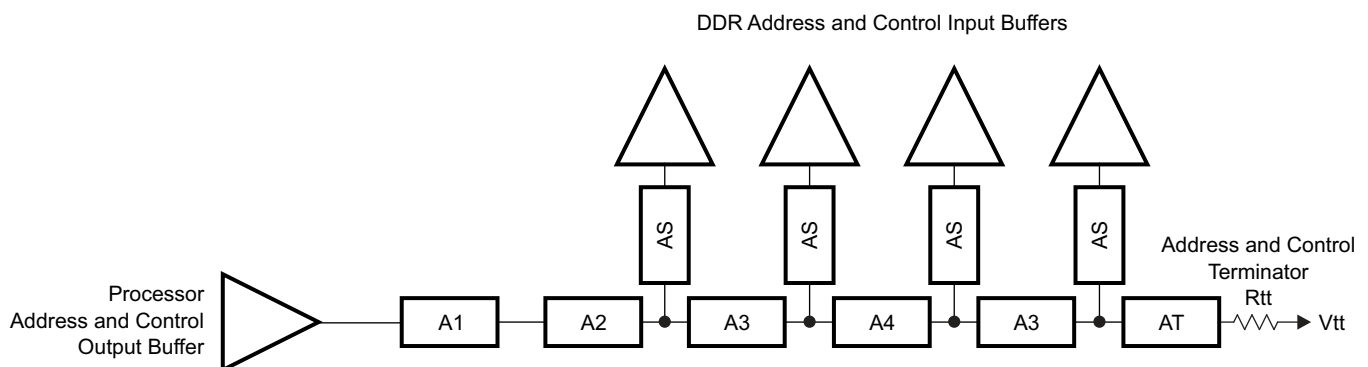 DDR Address and Control Input Buffers
AS
AS
AS
AS
Address and Control
Terminator
Rtt
Processor
Address and Control
Output Buffer
A1
A2
A3
A4
A3
AT
Vtt